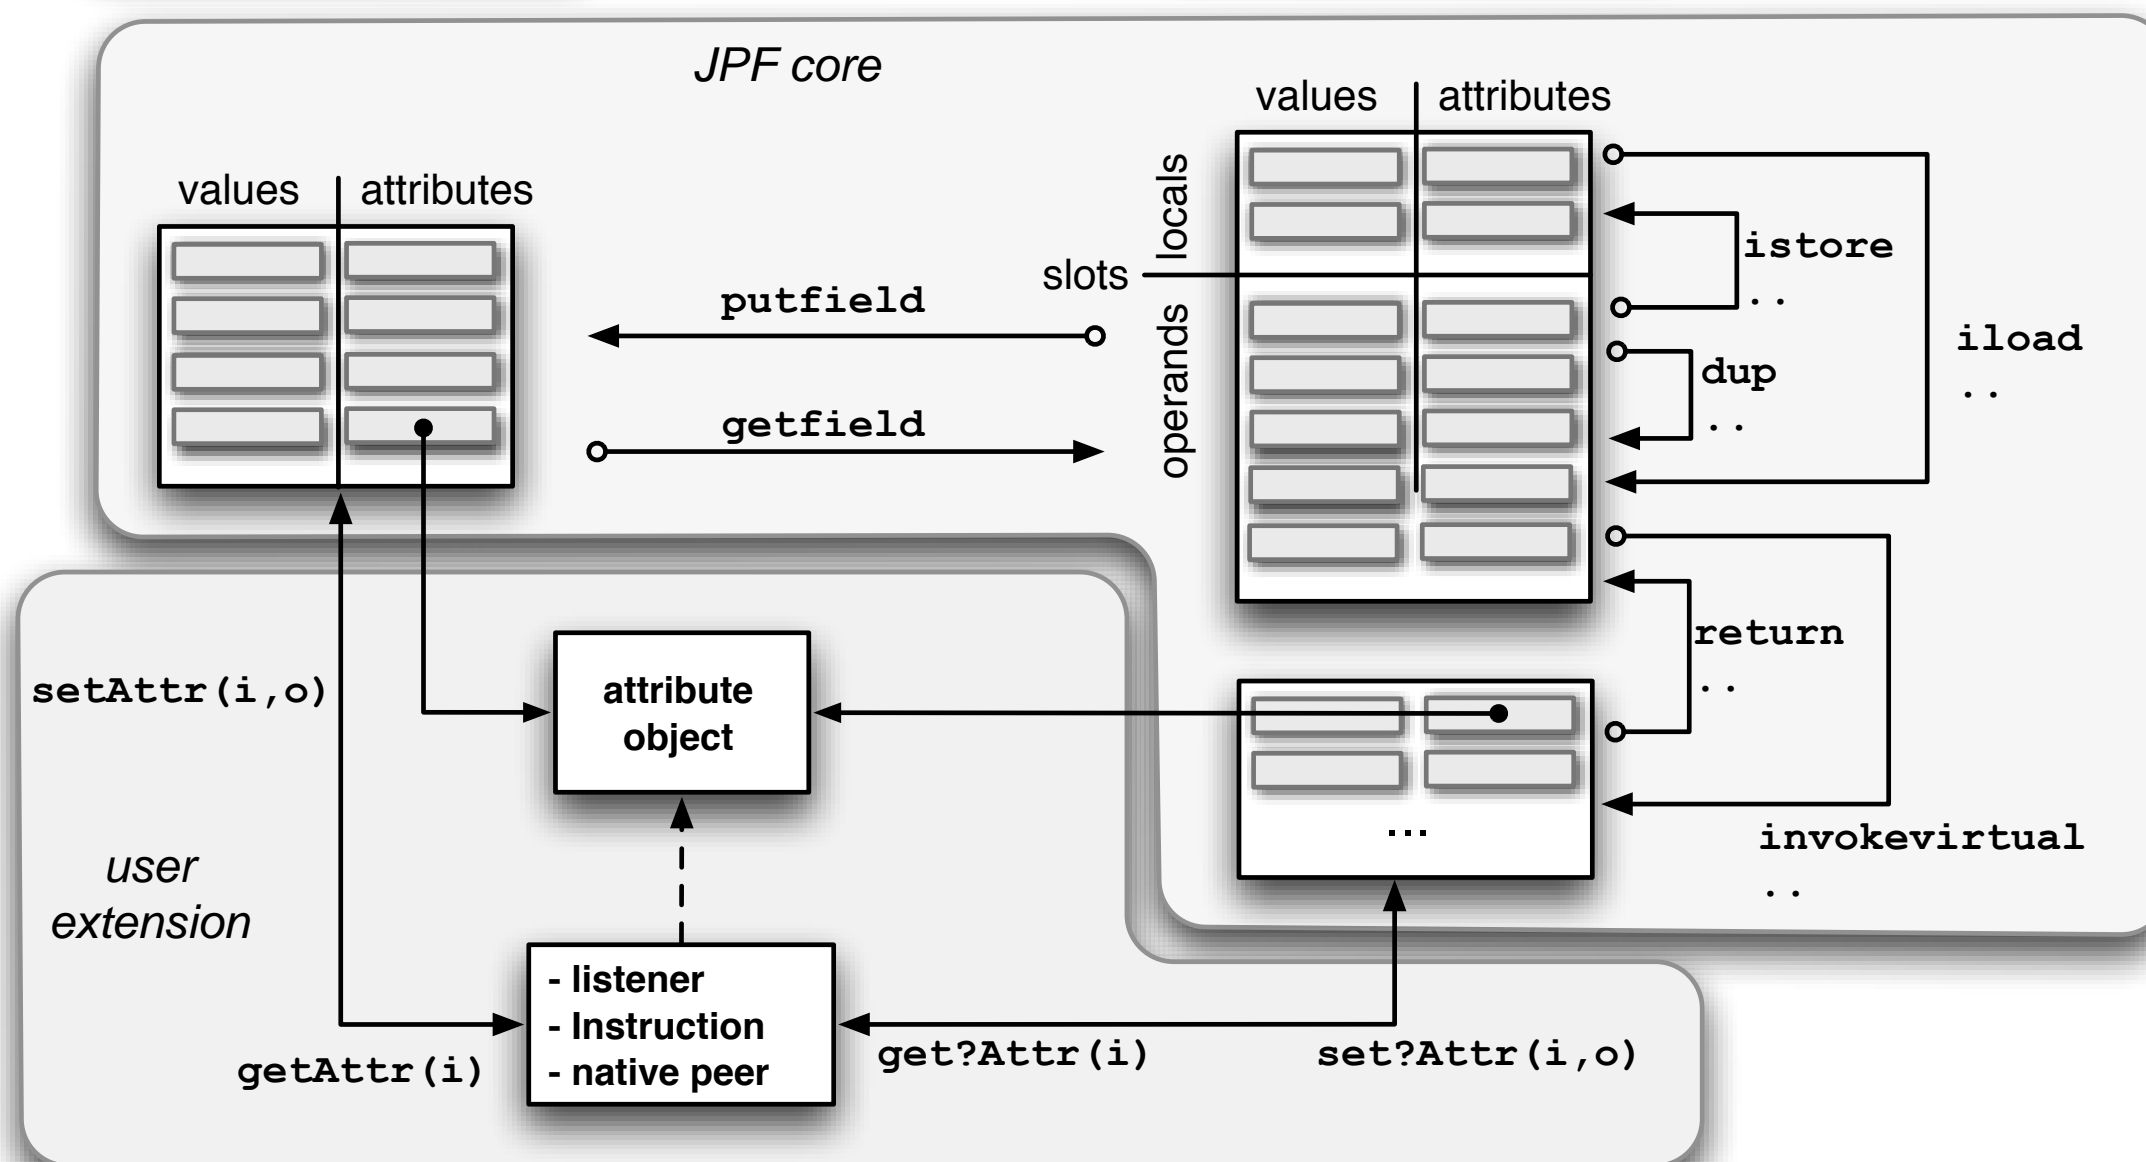 JPF core
values attributes
values attributes
locals
slots
operands
putfield
getfield
istore
..
iload
..
dup
..
return
..
invokevirtual
..
...
setAttr(i,o)
attribute
object
user
extension
- listener
- Instruction
- native peer
getAttr(i)
get?Attr(i)
set?Attr(i,o)